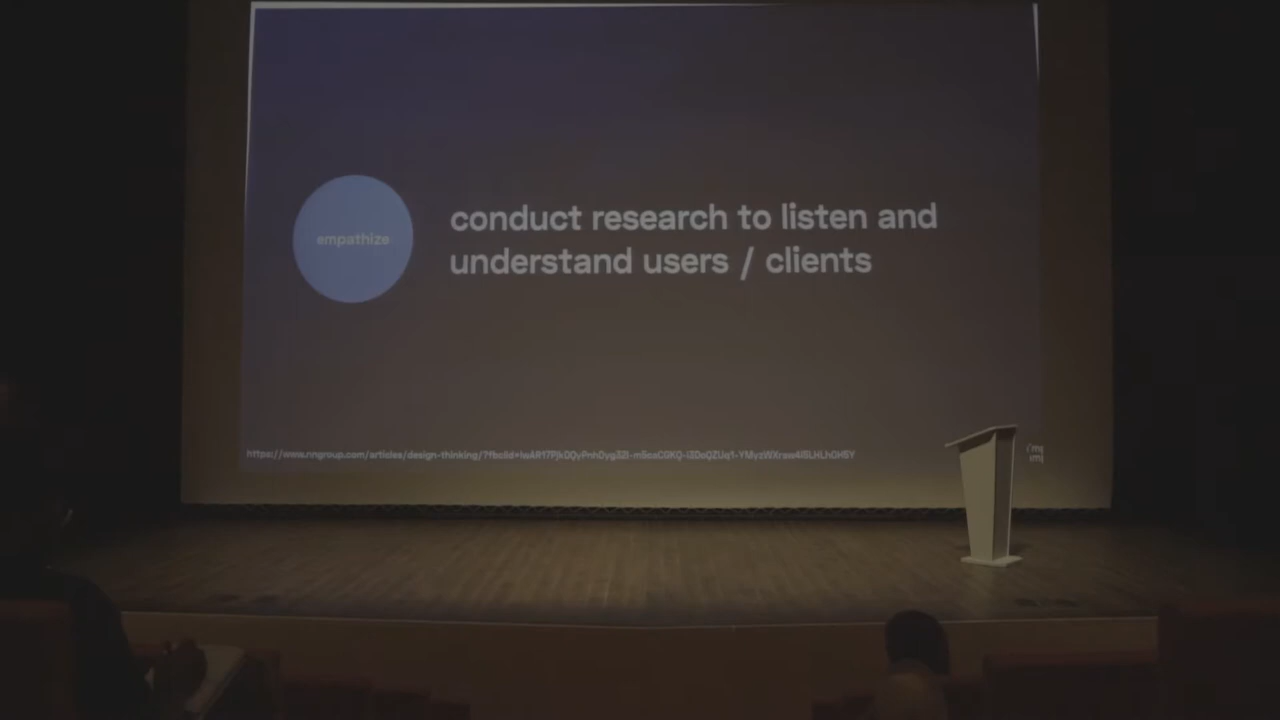 empathize
conduct research to listen and
understand users / clients